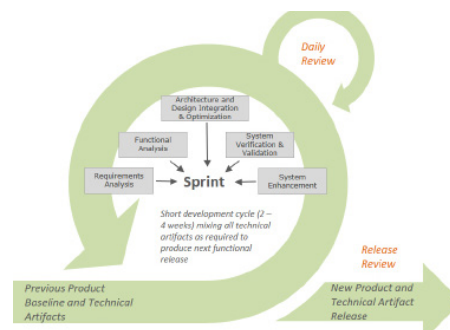 Daily
Review
Architecture and
Design Integration
& Optimization
Functional
Analysis
System
Verification &
Validation
Requirements
Analysis
Sprint
System
Enhancement
Short development cycle (2 –
4 weeks) mixing all technical
artifacts as required to
produce next functional
release
Release
Review
Previous Product
Baseline and Technical
Artifacts
New Product and
Technical Artifact
Release